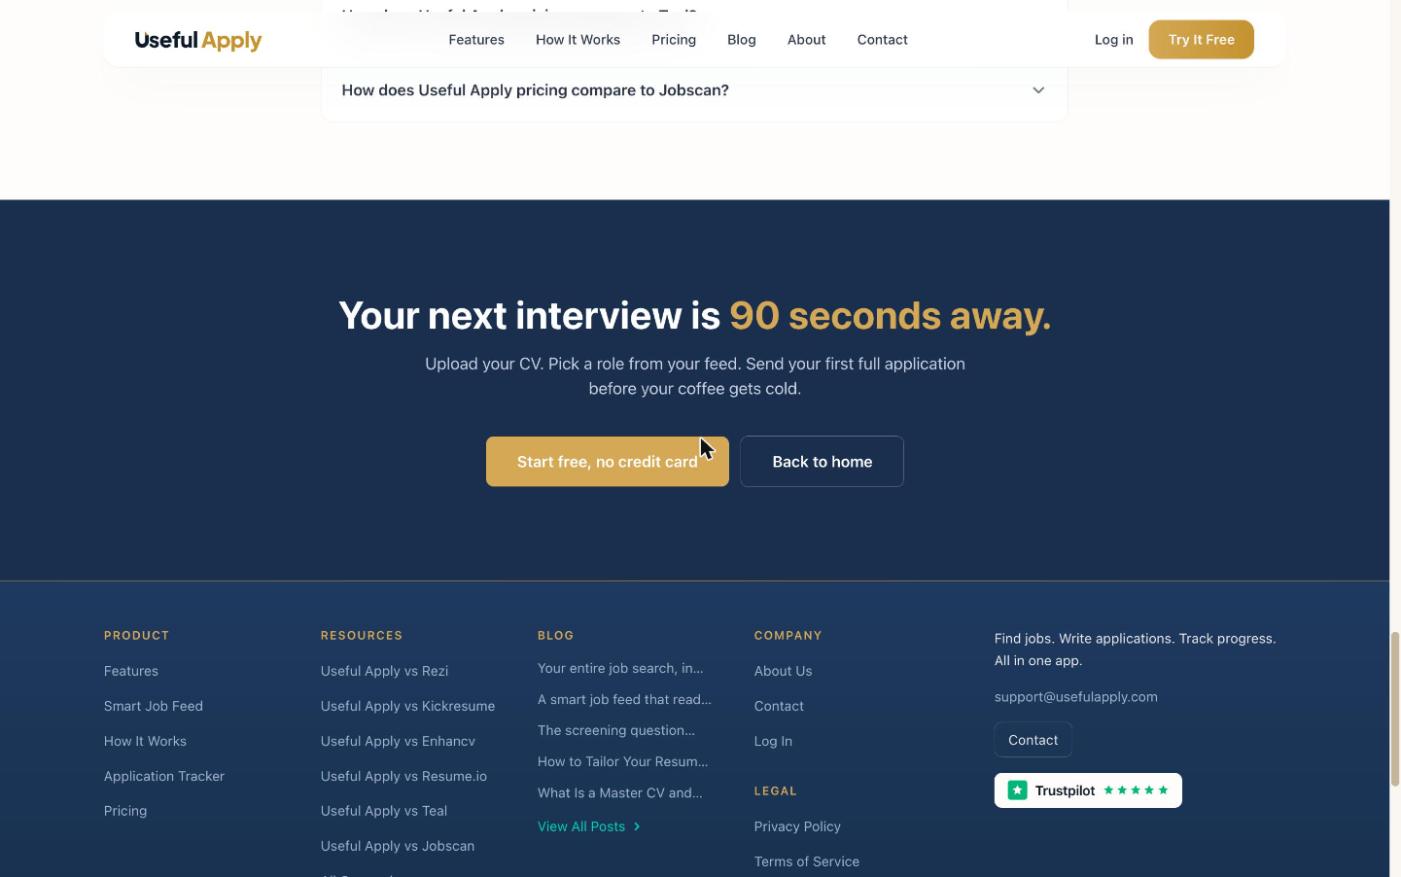 Useful Apply
Features
How It Works
Pricing
Blog
About
Contact
Log in
Try It Free
How does Useful Apply pricing compare to Jobscan?
Your next interview is 90 seconds away.
Upload your CV. Pick a role from your feed. Send your first full application
before your coffee gets cold.
Start free, no credit card
Back to home
PRODUCT
Features
Smart Job Feed
How It Works
Application Tracker
Pricing
RESOURCES
Useful Apply vs Rezi
Useful Apply vs Kickresume
Useful Apply vs Enhancv
Useful Apply vs Resume.io
Useful Apply vs Teal
Useful Apply vs Jobscan
BLOG
Your entire job search, in...
A smart job feed that read...
The screening question...
How to Tailor Your Resum...
What Is a Master CV and...
View All Posts
COMPANY
About Us
Contact
Log In
LEGAL
Privacy Policy
Terms of Service
Find jobs. Write applications. Track progress.
All in one app.
support@usefulapply.com
Contact
Trustpilot